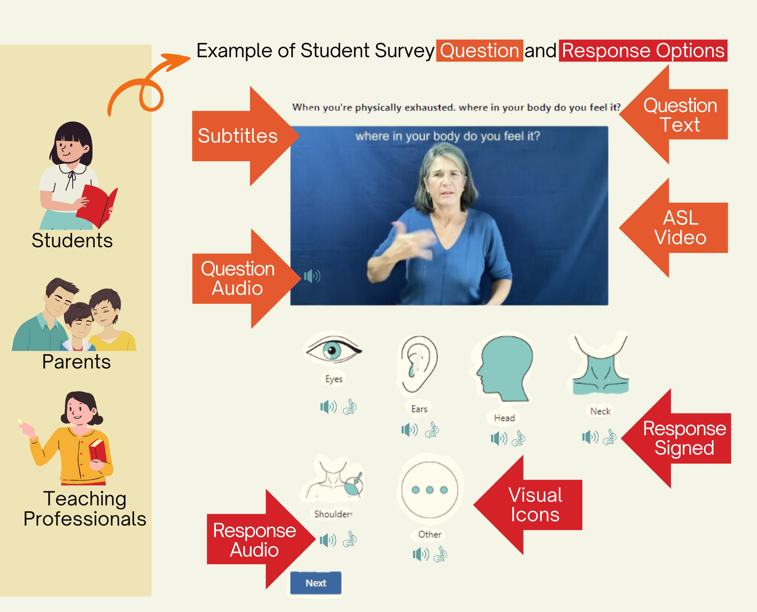 Example of Student Survey Question and Response Options
When you're physically exhausted. where in your body do you feel it?
Question
Text
Subtitles
where in your body do you feel it?
ASL
Video
Question
Audio
Students
Parents
Teaching
Professionals
Eyes
Ears
Head
Neck
Response
Signed
Shoulders
Other
Visual
Icons
Response
Audio
Next